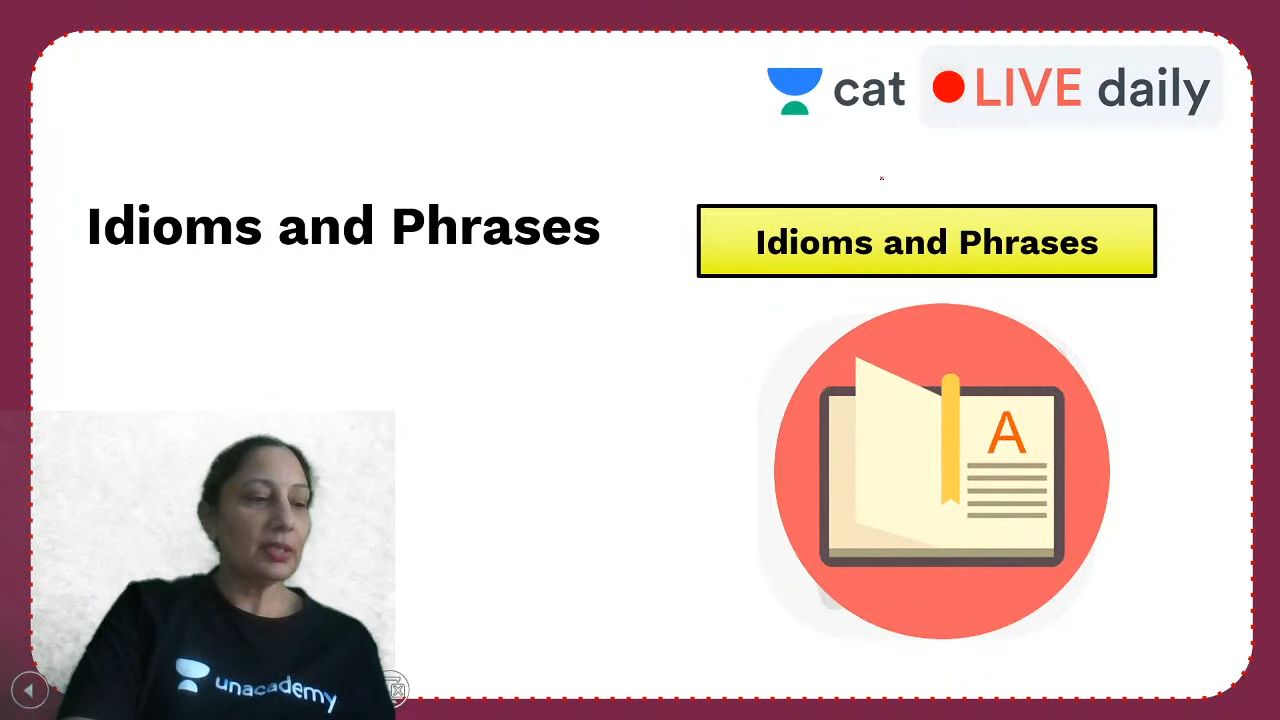 cat LIVE daily
Idioms and Phrases
Idioms and Phrases
A
unacademy